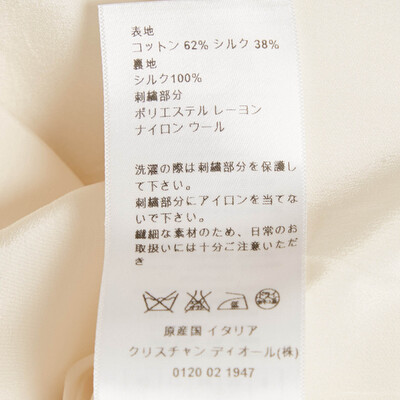 表地
コットン 62% シルク 38%
裏地
シルク100%
刺繍部分
ポリエステル レーヨン
ナイロン ウール
洗濯の際は刺繍部分を保護し
て下さい。
刺繍部分にアイロンを当てな
いで下さい。
繊細な素材のため、日常のお
取扱いには十分ご注意いただ
き
原産国 イタリア
クリスチャン ディオール(株)
0120 02 1947